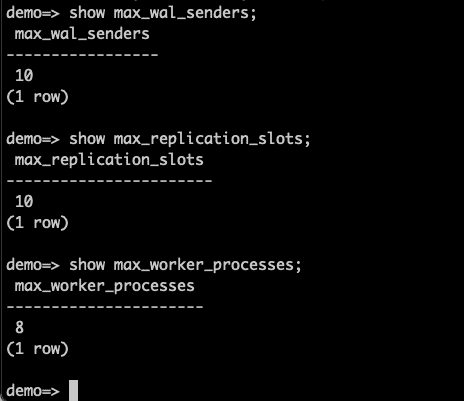 demo=> show max_wal_senders;
 max_wal_senders
-----------------
 10
(1 row)

demo=> show max_replication_slots;
 max_replication_slots
-----------------------
 10
(1 row)

demo=> show max_worker_processes;
 max_worker_processes
----------------------
 8
(1 row)

demo=>